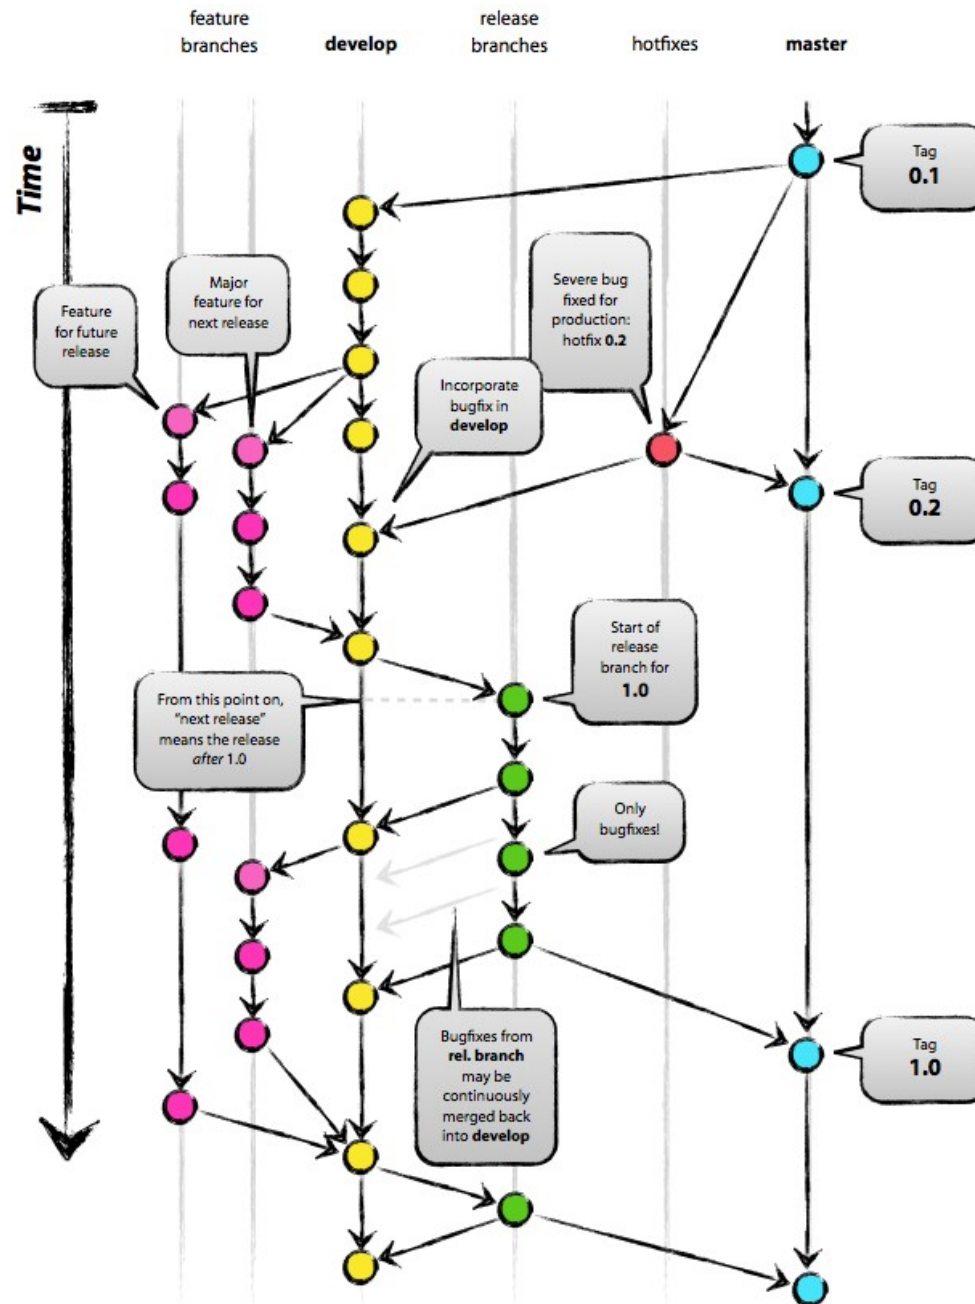 feature
branches
develop
release
branches
hotfixes
master
Time
Tag
0.1
Major
feature for
next release
Severe bug
fixed for
production:
hotfix 0.2
Feature
for future
release
Incorporate
bugfix in
develop
Tag
0.2
Start of
release
branch for
1.0
From this point on,
“next release”
means the release
after 1.0
Only
bugfixes!
Bugfixes from
rel. branch
may be
continuously
merged back
into develop
Tag
1.0